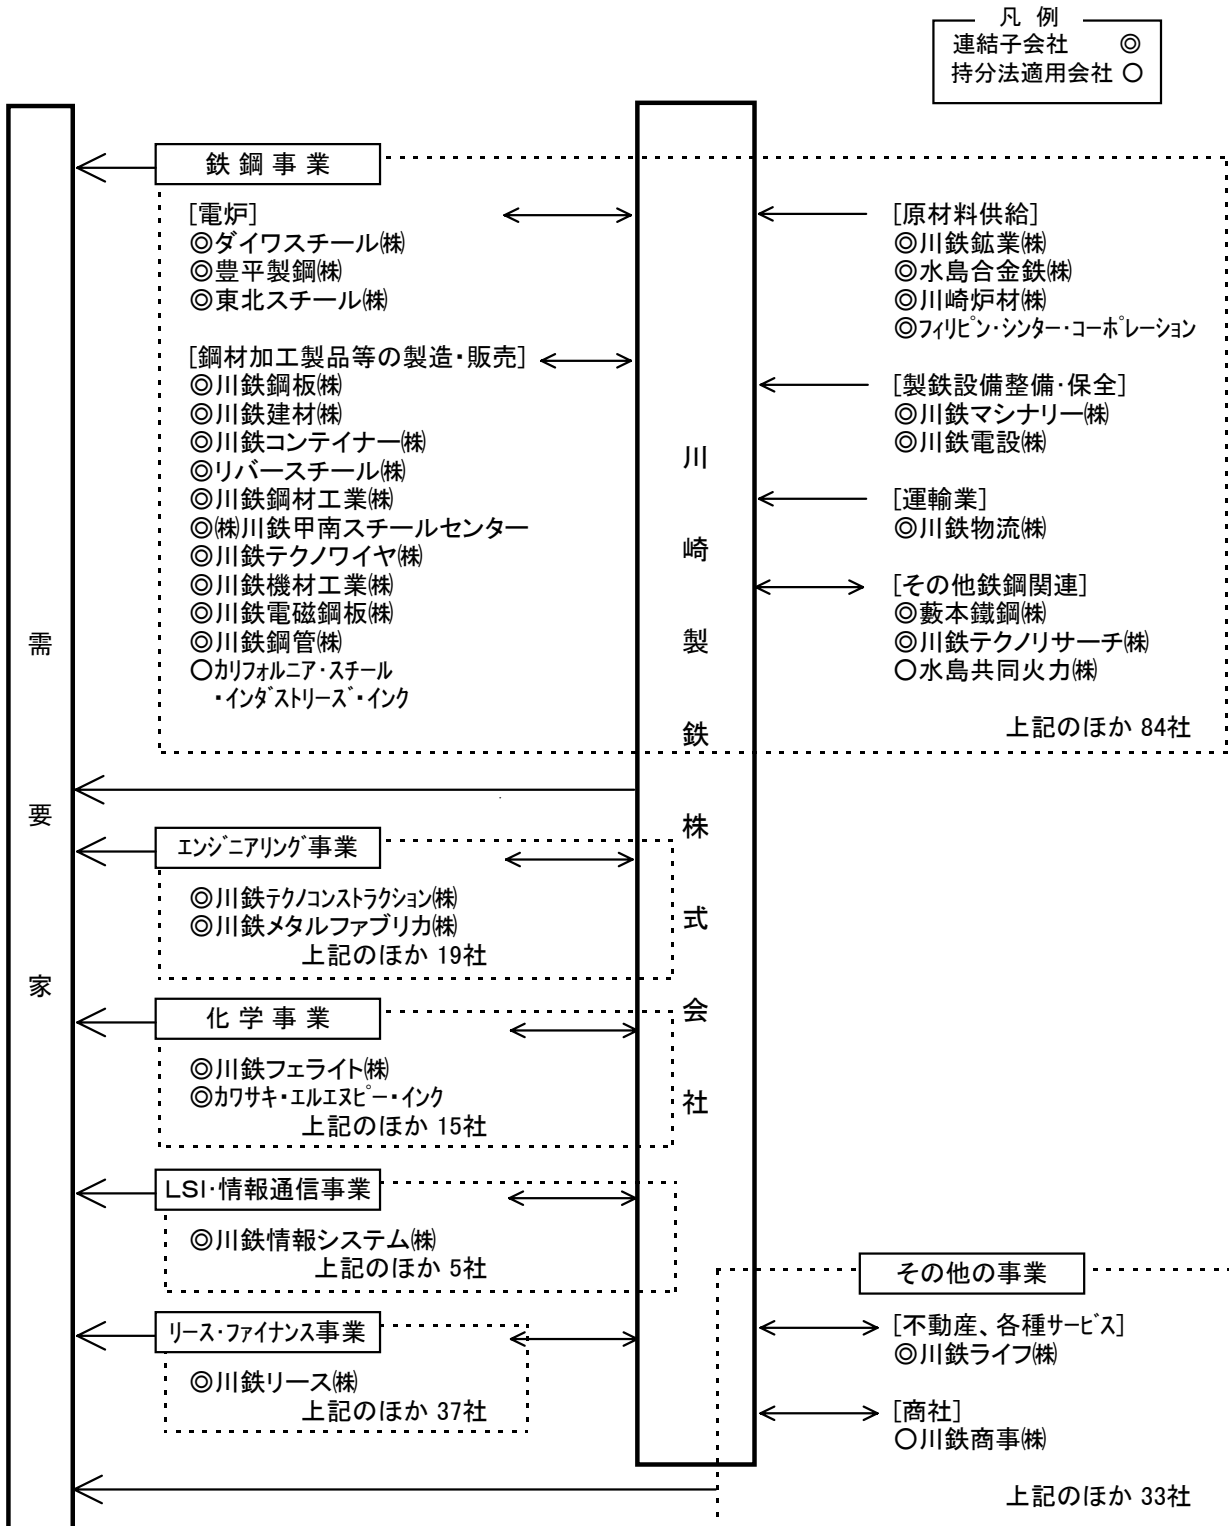 凡 例
連結子会社 ◎
持分法適用会社 ○
需要家
川崎製鉄株式会社
鉄鋼事業
[電炉]
◎ダイワスチール㈱
◎豊平製鋼㈱
◎東北スチール㈱
[鋼材加工製品等の製造・販売]
◎川鉄鋼板㈱
◎川鉄建材㈱
◎川鉄コンテイナー㈱
◎リバースチール㈱
◎川鉄鋼材工業㈱
◎㈱川鉄甲南スチールセンター
◎川鉄テクノワイヤ㈱
◎川鉄機材工業㈱
◎川鉄電磁鋼板㈱
◎川鉄鋼管㈱
○カリフォルニア・スチール
・インダストリーズ・インク
[原材料供給]
◎川鉄鉱業㈱
◎水島合金鉄㈱
◎川崎炉材㈱
◎フィリピン・シンター・コーポレーション
[製鉄設備整備・保全]
◎川鉄マシナリー㈱
◎川鉄電設㈱
[運輸業]
◎川鉄物流㈱
[その他鉄鋼関連]
◎藪本鐵鋼㈱
◎川鉄テクノリサーチ㈱
○水島共同火力㈱
上記のほか 84社
エンジニアリング事業
◎川鉄テクノコンストラクション㈱
◎川鉄メタルファブリカ㈱
上記のほか 19社
化学事業
◎川鉄フェライト㈱
◎カワサキ・エルエヌピー・インク
上記のほか 15社
LSI・情報通信事業
◎川鉄情報システム㈱
上記のほか 5社
リース・ファイナンス事業
◎川鉄リース㈱
上記のほか 37社
その他の事業
[不動産、各種サービス]
◎川鉄ライフ㈱
[商社]
○川鉄商事㈱
上記のほか 33社